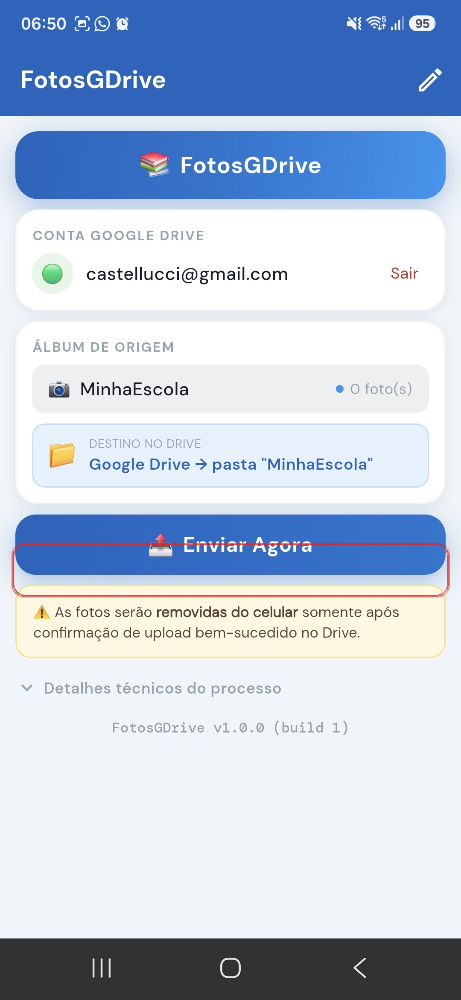 06:50
5
95
FotosGDrive
FotosGDrive
CONTA GOOGLE DRIVE
castellucci@gmail.com Sair
ÁLBUM DE ORIGEM
MinhaEscola 0 foto(s)
DESTINO NO DRIVE
Google Drive → pasta "MinhaEscola"
Enviar Agora
⚠️ As fotos serão removidas do celular somente após
confirmação de upload bem-sucedido no Drive.
Detalhes técnicos do processo
FotosGDrive v1.0.0 (build 1)